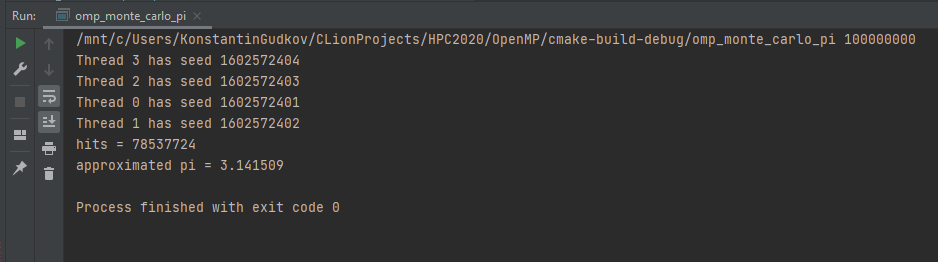 Run: omp_monte_carlo_pi
/mnt/c/Users/KonstantinGudkov/CLionProjects/HPC2020/OpenMP/cmake-build-debug/omp_monte_carlo_pi 100000000
Thread 3 has seed 1602572404
Thread 2 has seed 1602572403
Thread 0 has seed 1602572401
Thread 1 has seed 1602572402
hits = 78537724
approximated pi = 3.141509
Process finished with exit code 0